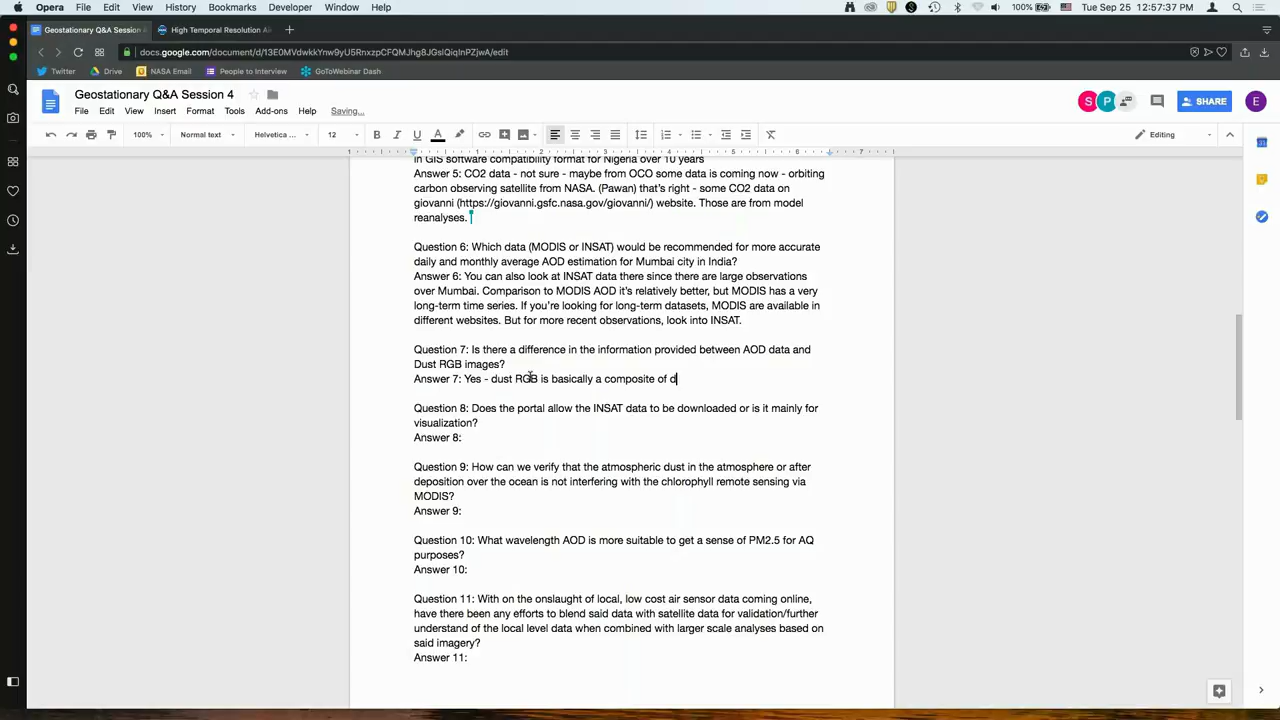 Opera File Edit View History Bookmarks Developer Window Help 100% Tue Sep 25 12:57:37 PM
Geostationary Q&A Session High Temporal Resolution Ai
docs.google.com/document/d/13E0MVdwkkYnw9yU5RnxzpCFQMJhg8JGslQiqInPZjwA/edit
Twitter Drive NASA Email People to Interview GoToWebinar Dash
Geostationary Q&A Session 4
File Edit View Insert Format Tools Add-ons Help Saving...
S P SHARE E
100% Normal text Helvetica ... 12 B I U A Editing
1 1 2 3 4 5 6 7
in GIS software compatibility format for Nigeria over 10 years
Answer 5: CO2 data - not sure - maybe from OCO some data is coming now - orbiting
carbon observing satellite from NASA. (Pawan) that's right - some CO2 data on
giovanni (https://giovanni.gsfc.nasa.gov/giovanni/) website. Those are from model
reanalyses.
Question 6: Which data (MODIS or INSAT) would be recommended for more accurate
daily and monthly average AOD estimation for Mumbai city in India?
Answer 6: You can also look at INSAT data there since there are large observations
over Mumbai. Comparison to MODIS AOD it's relatively better, but MODIS has a very
long-term time series. If you're looking for long-term datasets, MODIS are available in
different websites. But for more recent observations, look into INSAT.
Question 7: Is there a difference in the information provided between AOD data and
Dust RGB images?
Answer 7: Yes - dust RGB is basically a composite of d
Question 8: Does the portal allow the INSAT data to be downloaded or is it mainly for
visualization?
Answer 8:
Question 9: How can we verify that the atmospheric dust in the atmosphere or after
deposition over the ocean is not interfering with the chlorophyll remote sensing via
MODIS?
Answer 9:
Question 10: What wavelength AOD is more suitable to get a sense of PM2.5 for AQ
purposes?
Answer 10:
Question 11: With on the onslaught of local, low cost air sensor data coming online,
have there been any efforts to blend said data with satellite data for validation/further
understand of the local level data when combined with larger scale analyses based on
said imagery?
Answer 11: